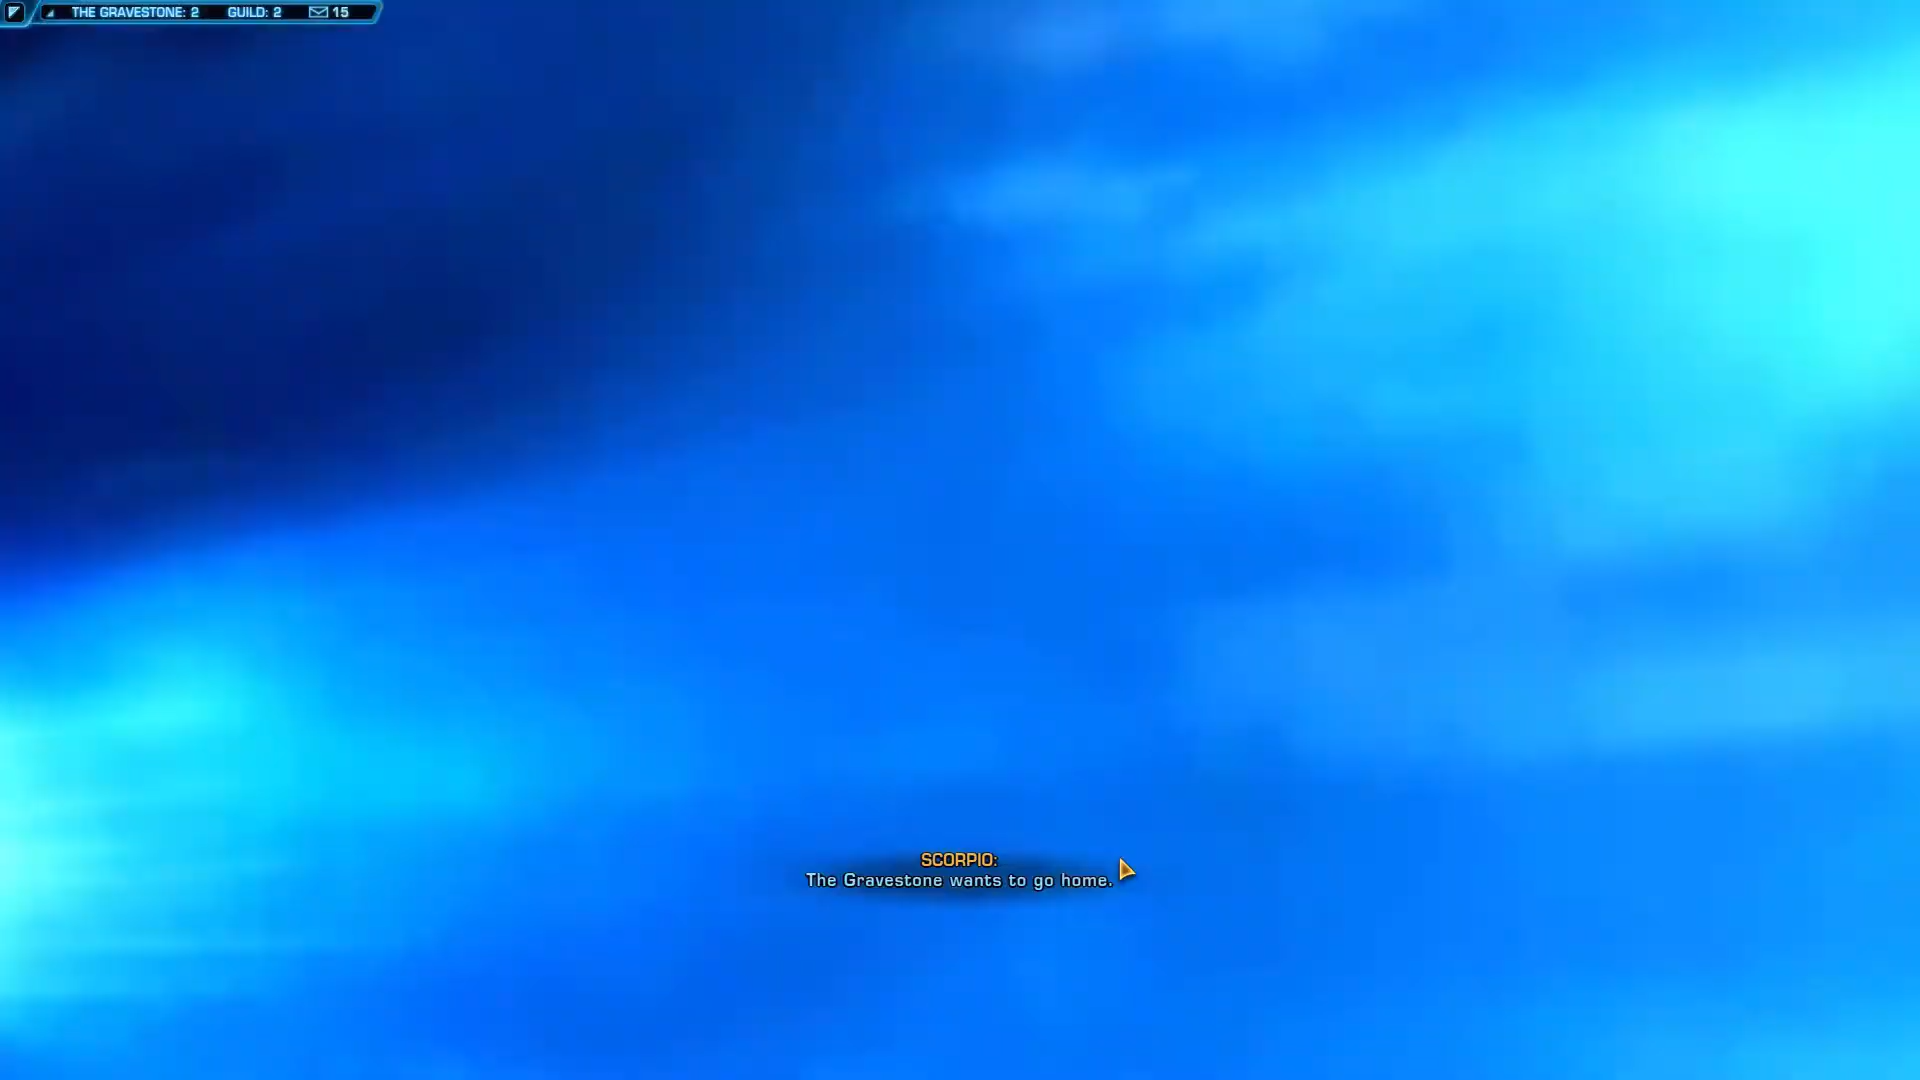 THE GRAVESTONE: 2 GUILD: 2 15
SCORPIO:
The Gravestone wants to go home.